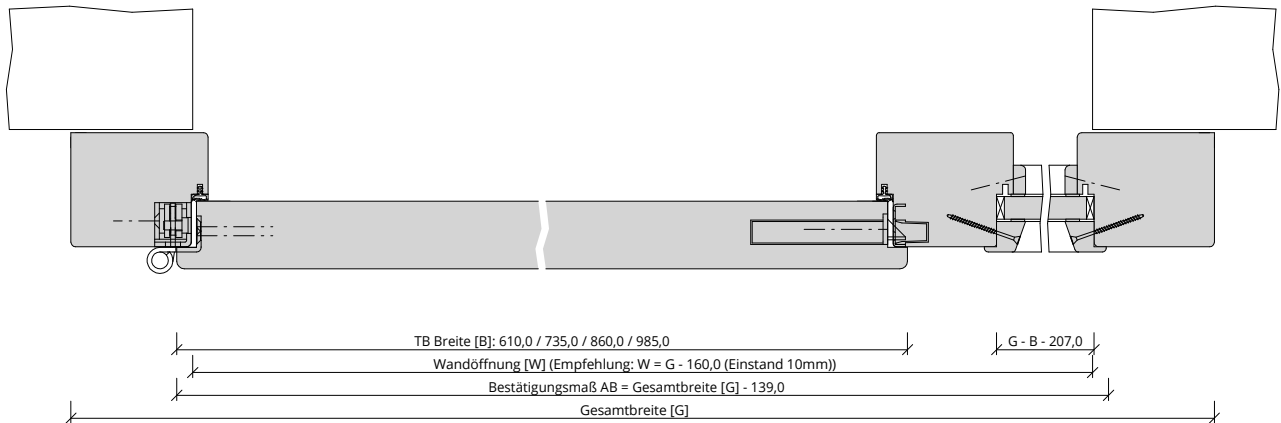 TB Breite [B]: 610,0 / 735,0 / 860,0 / 985,0
G - B - 207,0
Wandöffnung [W] (Empfehlung: W = G - 160,0 (Einstand 10mm))
Bestätigungsmaß AB = Gesamtbreite [G] - 139,0
Gesamtbreite [G]